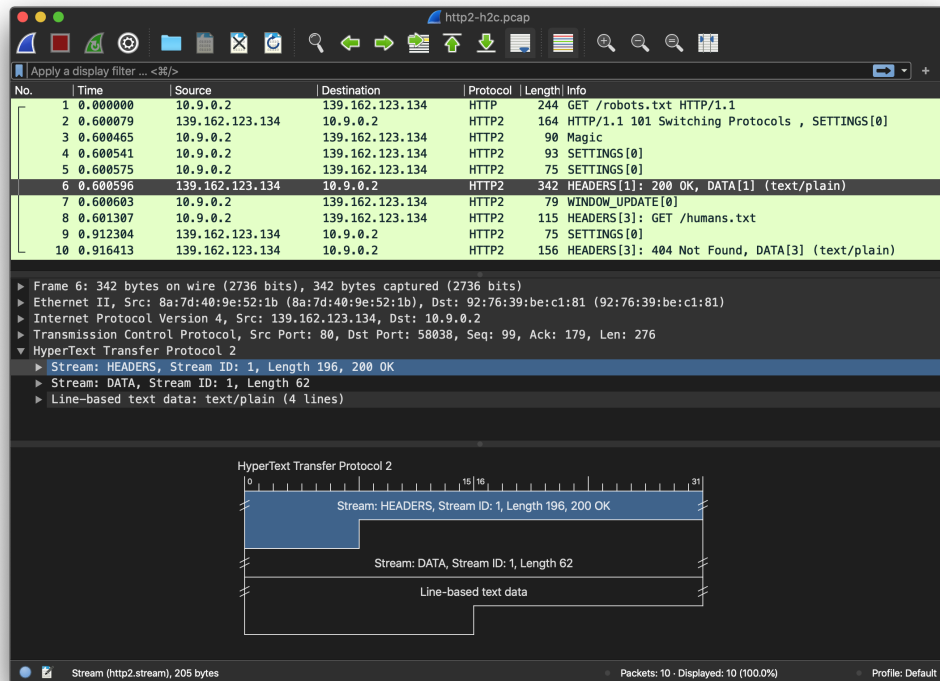 http2-h2c.pcap
Apply a display filter ... <⌘/>
No. Time Source Destination Protocol Length Info
1 0.000000 10.9.0.2 139.162.123.134 HTTP 244 GET /robots.txt HTTP/1.1
2 0.600079 139.162.123.134 10.9.0.2 HTTP2 164 HTTP/1.1 101 Switching Protocols , SETTINGS[0]
3 0.600465 10.9.0.2 139.162.123.134 HTTP2 90 Magic
4 0.600541 10.9.0.2 139.162.123.134 HTTP2 93 SETTINGS[0]
5 0.600575 10.9.0.2 139.162.123.134 HTTP2 75 SETTINGS[0]
6 0.600596 139.162.123.134 10.9.0.2 HTTP2 342 HEADERS[1]: 200 OK, DATA[1] (text/plain)
7 0.600603 10.9.0.2 139.162.123.134 HTTP2 79 WINDOW_UPDATE[0]
8 0.601307 10.9.0.2 139.162.123.134 HTTP2 115 HEADERS[3]: GET /humans.txt
9 0.912304 139.162.123.134 10.9.0.2 HTTP2 75 SETTINGS[0]
10 0.916413 139.162.123.134 10.9.0.2 HTTP2 156 HEADERS[3]: 404 Not Found, DATA[3] (text/plain)
Frame 6: 342 bytes on wire (2736 bits), 342 bytes captured (2736 bits)
Ethernet II, Src: 8a:7d:40:9e:52:1b (8a:7d:40:9e:52:1b), Dst: 92:76:39:be:c1:81 (92:76:39:be:c1:81)
Internet Protocol Version 4, Src: 139.162.123.134, Dst: 10.9.0.2
Transmission Control Protocol, Src Port: 80, Dst Port: 58038, Seq: 99, Ack: 179, Len: 276
HyperText Transfer Protocol 2
Stream: HEADERS, Stream ID: 1, Length 196, 200 OK
Stream: DATA, Stream ID: 1, Length 62
Line-based text data: text/plain (4 lines)
HyperText Transfer Protocol 2
0 15 16 31
Stream: HEADERS, Stream ID: 1, Length 196, 200 OK
Stream: DATA, Stream ID: 1, Length 62
Line-based text data
Stream (http2.stream), 205 bytes Packets: 10 · Displayed: 10 (100.0%) Profile: Default